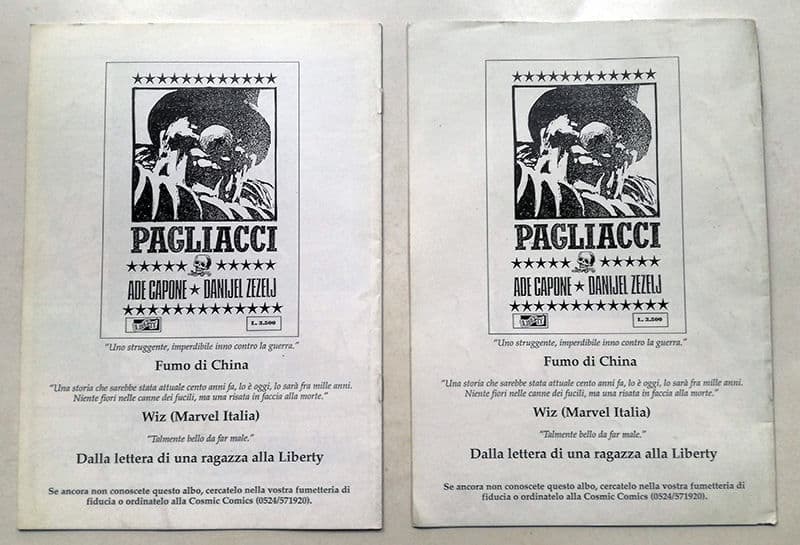 PAGLIACCI
ADE CAPONE ★ DANIJEL ZEZELJ
L. 3.500
"Uno struggente, imperdibile inno contro la guerra."
Fumo di China
"Una storia che sarebbe stata attuale cento anni fa, lo è oggi, lo sarà fra mille anni.
Niente fiori nelle canne dei fucili, ma una risata in faccia alla morte."
Wiz (Marvel Italia)
"Talmente bello da far male."
Dalla lettera di una ragazza alla Liberty
Se ancora non conoscete questo albo, cercatelo nella vostra fumetteria di
fiducia o ordinatelo alla Cosmic Comics (0524/571920).
PAGLIACCI
ADE CAPONE ★ DANIJEL ZEZELJ
L. 3.500
"Uno struggente, imperdibile inno contro la guerra."
Fumo di China
"Una storia che sarebbe stata attuale cento anni fa, lo è oggi, lo sarà fra mille anni.
Niente fiori nelle canne dei fucili, ma una risata in faccia alla morte."
Wiz (Marvel Italia)
"Talmente bello da far male."
Dalla lettera di una ragazza alla Liberty
Se ancora non conoscete questo albo, cercatelo nella vostra fumetteria di
fiducia o ordinatelo alla Cosmic Comics (0524/571920).